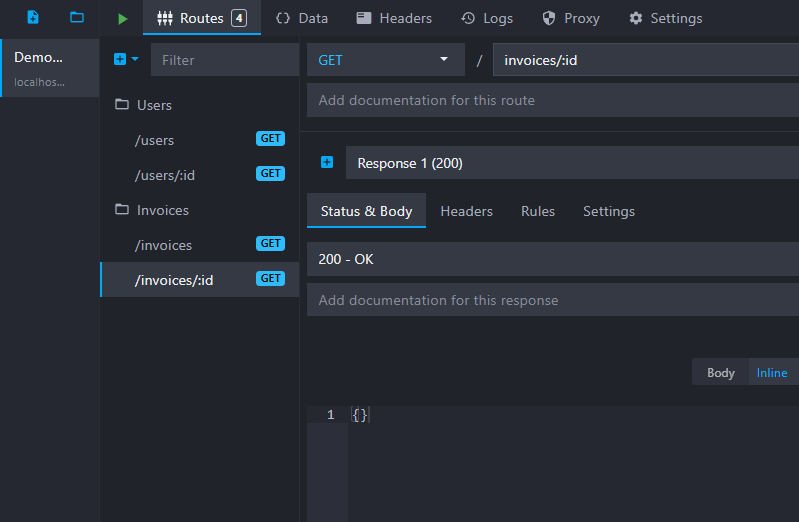 Routes 4 Data Headers Logs Proxy Settings
Demo...
localhos...
Filter
Users
/users GET
/users/:id GET
Invoices
/invoices GET
/invoices/:id GET
GET / invoices/:id
Add documentation for this route
Response 1 (200)
Status & Body Headers Rules Settings
200 - OK
Add documentation for this response
Body Inline
1 {}